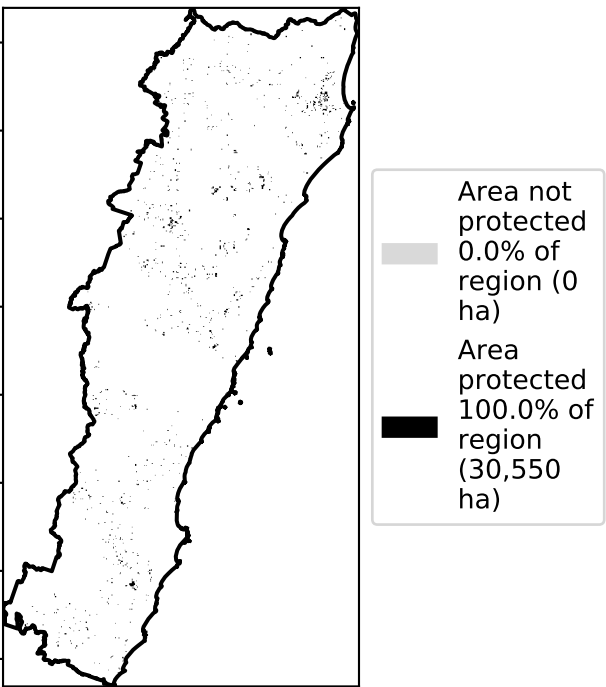 Area not
protected
0.0% of
region (0
ha)
Area
protected
100.0% of
region
(30,550
ha)